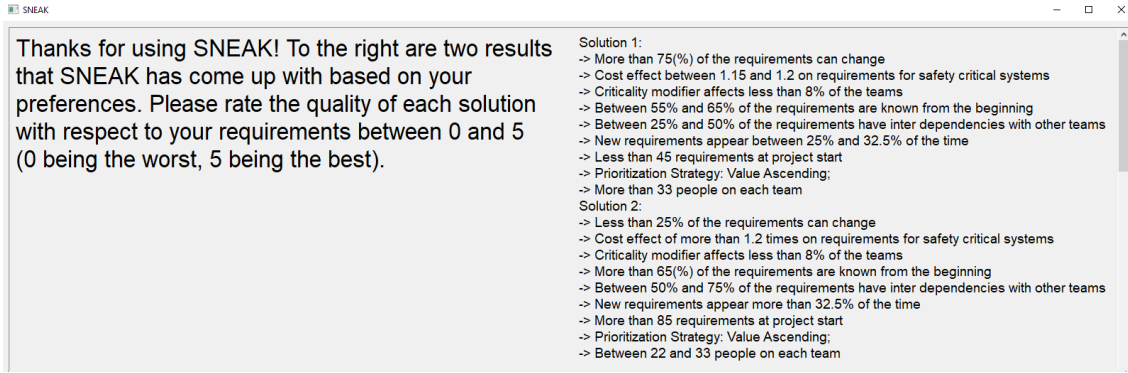 SNEAK
Thanks for using SNEAK! To the right are two results
that SNEAK has come up with based on your
preferences. Please rate the quality of each solution
with respect to your requirements between 0 and 5
(0 being the worst, 5 being the best).
Solution 1:
-> More than 75(%) of the requirements can change
-> Cost effect between 1.15 and 1.2 on requirements for safety critical systems
-> Criticality modifier affects less than 8% of the teams
-> Between 55% and 65% of the requirements are known from the beginning
-> Between 25% and 50% of the requirements have inter dependencies with other teams
-> New requirements appear between 25% and 32.5% of the time
-> Less than 45 requirements at project start
-> Prioritization Strategy: Value Ascending;
-> More than 33 people on each team
Solution 2:
-> Less than 25% of the requirements can change
-> Cost effect of more than 1.2 times on requirements for safety critical systems
-> Criticality modifier affects less than 8% of the teams
-> More than 65(%) of the requirements are known from the beginning
-> Between 50% and 75% of the requirements have inter dependencies with other teams
-> New requirements appear more than 32.5% of the time
-> More than 85 requirements at project start
-> Prioritization Strategy: Value Ascending;
-> Between 22 and 33 people on each team